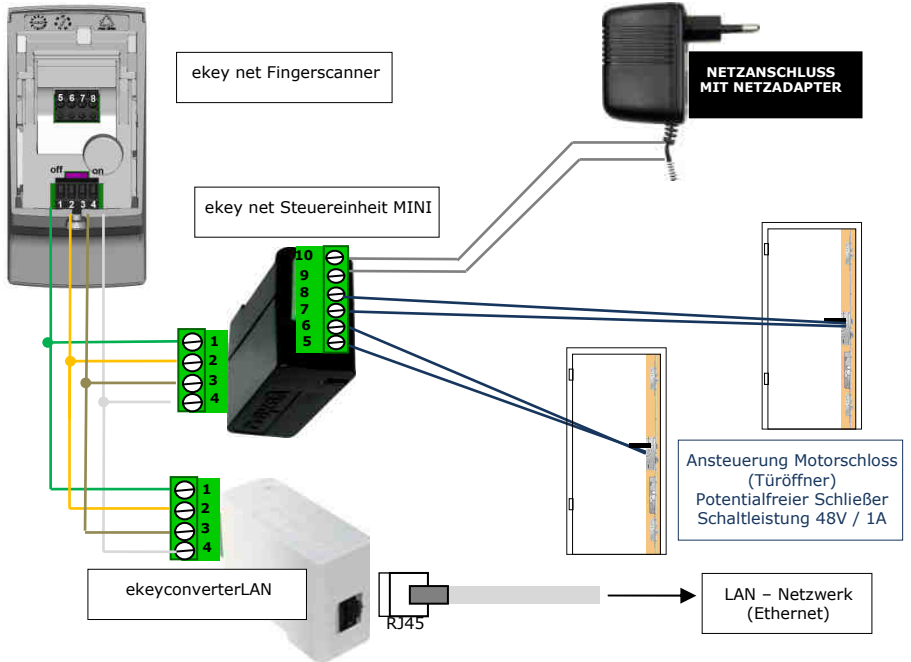 ekey net Fingerscanner
NETZANSCHLUSS
MIT NETZADAPTER
5 6 7 8
off on
1 2 3 4
ekey net Steuereinheit MINI
10
9
8
7
6
5
1
2
3
4
Ansteuerung Motorschloss
(Türöffner)
Potentialfreier Schließer
Schaltleistung 48V / 1A
1
2
3
4
ekeyconverterLAN
RJ45
LAN – Netzwerk
(Ethernet)